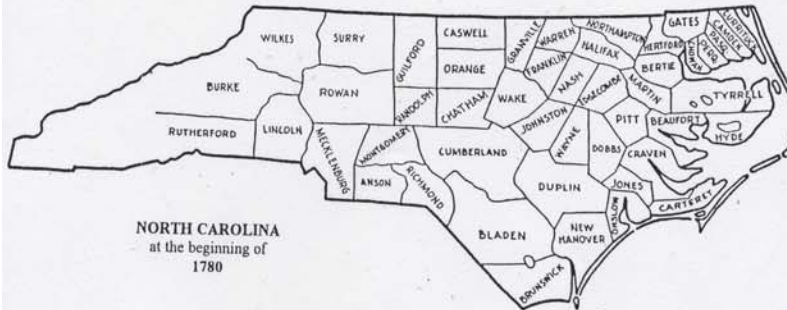 WILKES
SURRY
GUILFORD
CASWELL
ORANGE
GRANVILLE
WARREN
FRANKLIN
NORTHAMPTON
HALIFAX
HERTFORD
GATES
CHOWAN
PERQ.
PASQ.
CAMDEN
CURRITUCK
BERTIE
NASH
EDGECOMBE
MARTIN
TYRRELL
BURKE
ROWAN
RANDOLPH
CHATHAM
WAKE
JOHNSTON
WAYNE
PITT
BEAUFORT
HYDE
RUTHERFORD
LINCOLN
MECKLENBURG
MONTGOMERY
CUMBERLAND
DOBBS
CRAVEN
ANSON
RICHMOND
DUPLIN
JONES
CARTERET
ONSLOW
BLADEN
NEW
HANOVER
BRUNSWICK
NORTH CAROLINA
at the beginning of
1780